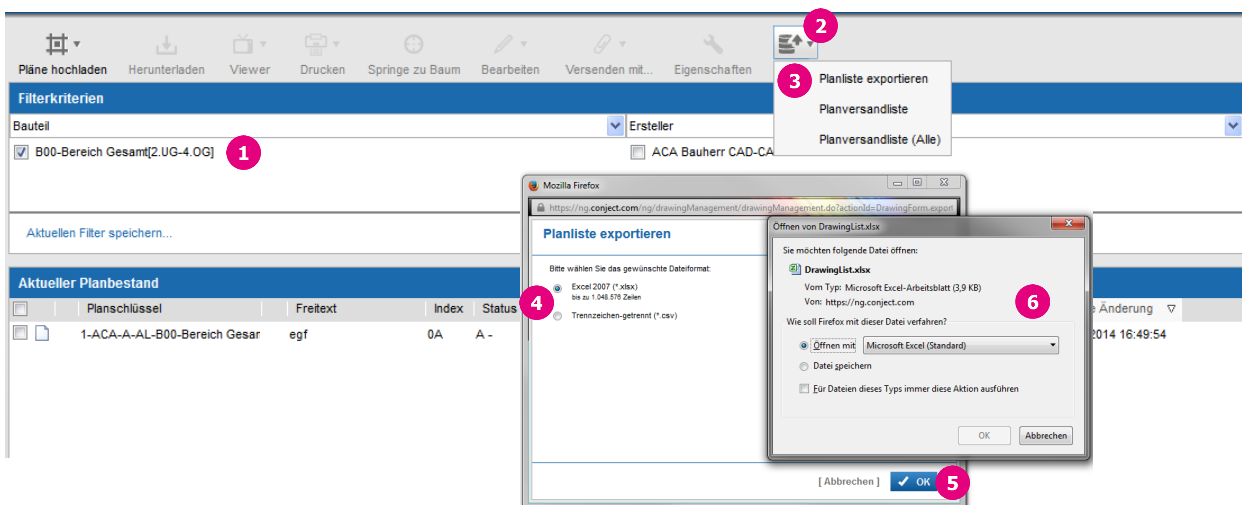 2
Pläne hochladen Herunterladen Viewer Drucken Springe zu Baum Bearbeiten Versenden mit... Eigenschaften
3 Planliste exportieren
Planversandliste
Planversandliste (Alle)
Filterkriterien
Bauteil Ersteller
B00-Bereich Gesamt[2.UG-4.OG] 1 ACA Bauherr CAD-CA
Aktuellen Filter speichern...
Aktueller Planbestand
Planschlüssel Freitext Index Status Änderung
1-ACA-A-AL-B00-Bereich Gesar egf 0A A - 2014 16:49:54
Mozilla Firefox
https://ng.conject.com/ng/drawingManagement/drawingManagement.do?actionId=DrawingForm.export
Planliste exportieren
Bitte wählen Sie das gewünschte Dateiformat:
4 Excel 2007 (*.xlsx)
bis zu 1.048.576 Zeilen
Trennzeichen-getrennt (*.csv)
[ Abbrechen ] OK 5
Öffnen von DrawingList.xlsx
Sie möchten folgende Datei öffnen:
DrawingList.xlsx
Vom Typ: Microsoft Excel-Arbeitsblatt (3,9 KB)
Von: https://ng.conject.com 6
Wie soll Firefox mit dieser Datei verfahren?
Öffnen mit Microsoft Excel (Standard)
Datei speichern
Für Dateien dieses Typs immer diese Aktion ausführen
OK Abbrechen